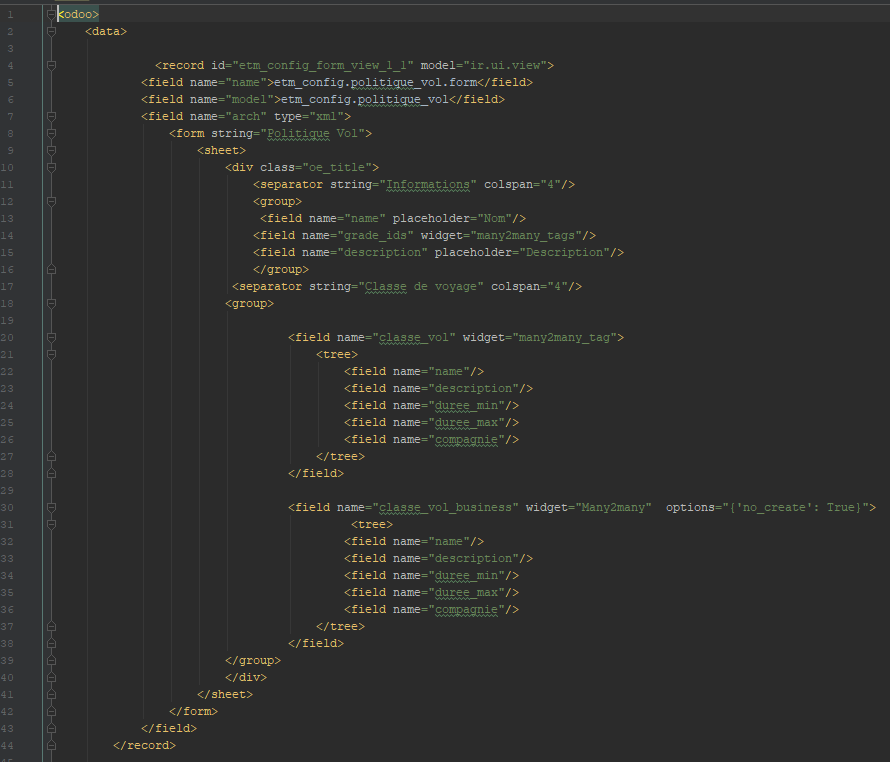 1 <odoo>
2 <data>
3
4 <record id="etm_config_form_view_1_1" model="ir.ui.view">
5 <field name="name">etm_config.politique_vol.form</field>
6 <field name="model">etm_config.politique_vol</field>
7 <field name="arch" type="xml">
8 <form string="Politique Vol">
9 <sheet>
10 <div class="oe_title">
11 <separator string="Informations" colspan="4"/>
12 <group>
13 <field name="name" placeholder="Nom"/>
14 <field name="grade_ids" widget="many2many_tags"/>
15 <field name="description" placeholder="Description"/>
16 </group>
17 <separator string="Classe de voyage" colspan="4"/>
18 <group>
19
20 <field name="classe_vol" widget="many2many_tag">
21 <tree>
22 <field name="name"/>
23 <field name="description"/>
24 <field name="duree_min"/>
25 <field name="duree_max"/>
26 <field name="compagnie"/>
27 </tree>
28 </field>
29
30 <field name="classe_vol_business" widget="Many2many" options="{'no_create': True}">
31 <tree>
32 <field name="name"/>
33 <field name="description"/>
34 <field name="duree_min"/>
35 <field name="duree_max"/>
36 <field name="compagnie"/>
37 </tree>
38 </field>
39 </group>
40 </div>
41 </sheet>
42 </form>
43 </field>
44 </record>